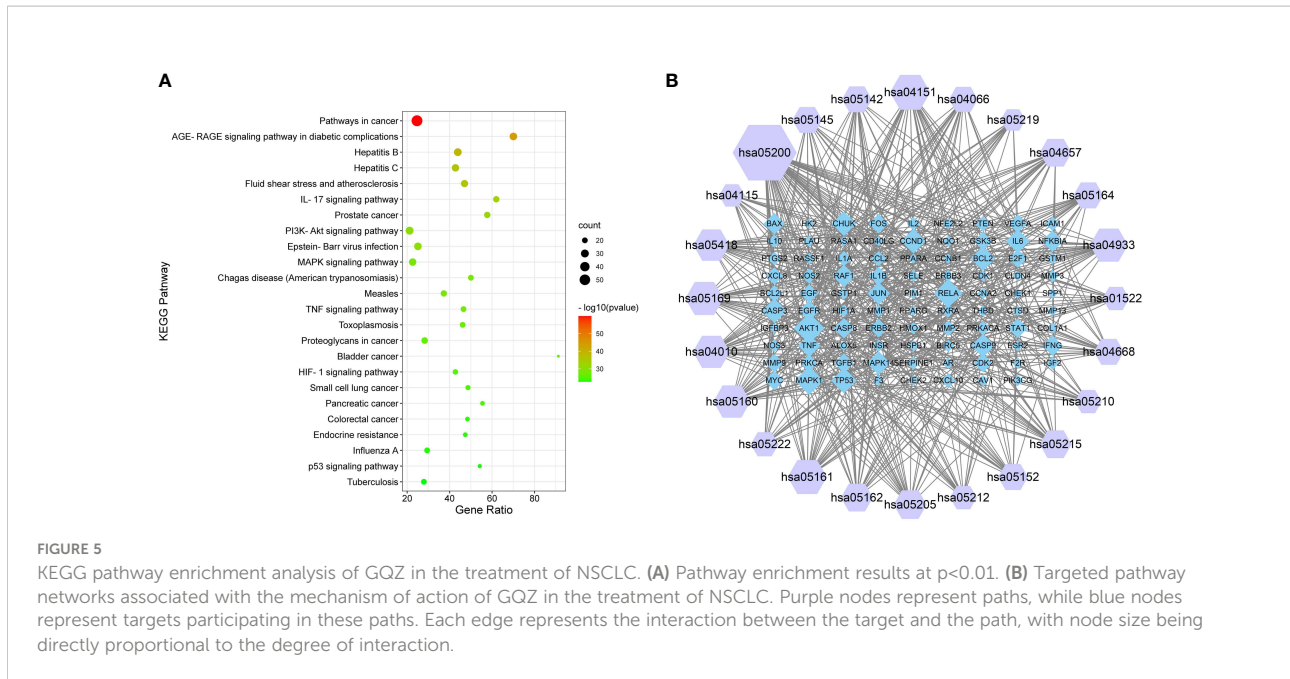 A
KEGG Pathway
Pathways in cancer
AGE- RAGE signaling pathway in diabetic complications
Hepatitis B
Hepatitis C
Fluid shear stress and atherosclerosis
IL- 17 signaling pathway
Prostate cancer
PI3K- Akt signaling pathway
Epstein- Barr virus infection
MAPK signaling pathway
Chagas disease (American trypanosomiasis)
Measles
TNF signaling pathway
Toxoplasmosis
Proteoglycans in cancer
Bladder cancer
HIF- 1 signaling pathway
Small cell lung cancer
Pancreatic cancer
Colorectal cancer
Endocrine resistance
Influenza A
p53 signaling pathway
Tuberculosis
20 40 60 80
Gene Ratio
count
20
30
40
50
- log10(pvalue)
50
40
30
B
hsa04151
hsa05142 hsa04066
hsa05145 hsa05219
hsa05200 hsa04657
hsa04115 hsa05164
hsa05418 hsa04933
hsa05169 hsa01522
hsa04010 hsa04668
hsa05160 hsa05210
hsa05222 hsa05215
hsa05161 hsa05152
hsa05162 hsa05205 hsa05212
BAX HK2 CHUK FOS IL2 NFE2L2 PTEN VEGFA ICAM1
IL10 PLAU RASA1 CD40LG CCND1 NQO1 GSK3B IL6 NFKBIA
PTGS2 RASSF1 IL1A CCL2 PPARA CCNB1 BCL2 E2F1 GSTM1
CXCL8 NOS2 RAF1 IL1B SELE ERBB3 CDK1 CLDN4 MMP3
BCL2L1 EGF GSTP1 JUN PIM1 RELA CCNA2 CHEK1 SPP1
CASP3 EGFR HIF1A MMP1 PPARG RXRA THBD CTSD MMP13
IGFBP3 AKT1 CASP8 ERBB2 HMOX1 MMP2 PRKACA STAT1 COL1A1
NOS3 TNF ALOX5 INSR HSPB1 BIRC5 CASP9 ESR2 IFNG
MMP9 PRKCA TGFB1 MAPK14 SERPINE1 AR CDK2 F2R IGF2
MYC MAPK1 TP53 F3 CHEK2 CXCL10 CAV1 PIK3CG
FIGURE 5
KEGG pathway enrichment analysis of GQZ in the treatment of NSCLC. (A) Pathway enrichment results at p<0.01. (B) Targeted pathway
networks associated with the mechanism of action of GQZ in the treatment of NSCLC. Purple nodes represent paths, while blue nodes
represent targets participating in these paths. Each edge represents the interaction between the target and the path, with node size being
directly proportional to the degree of interaction.